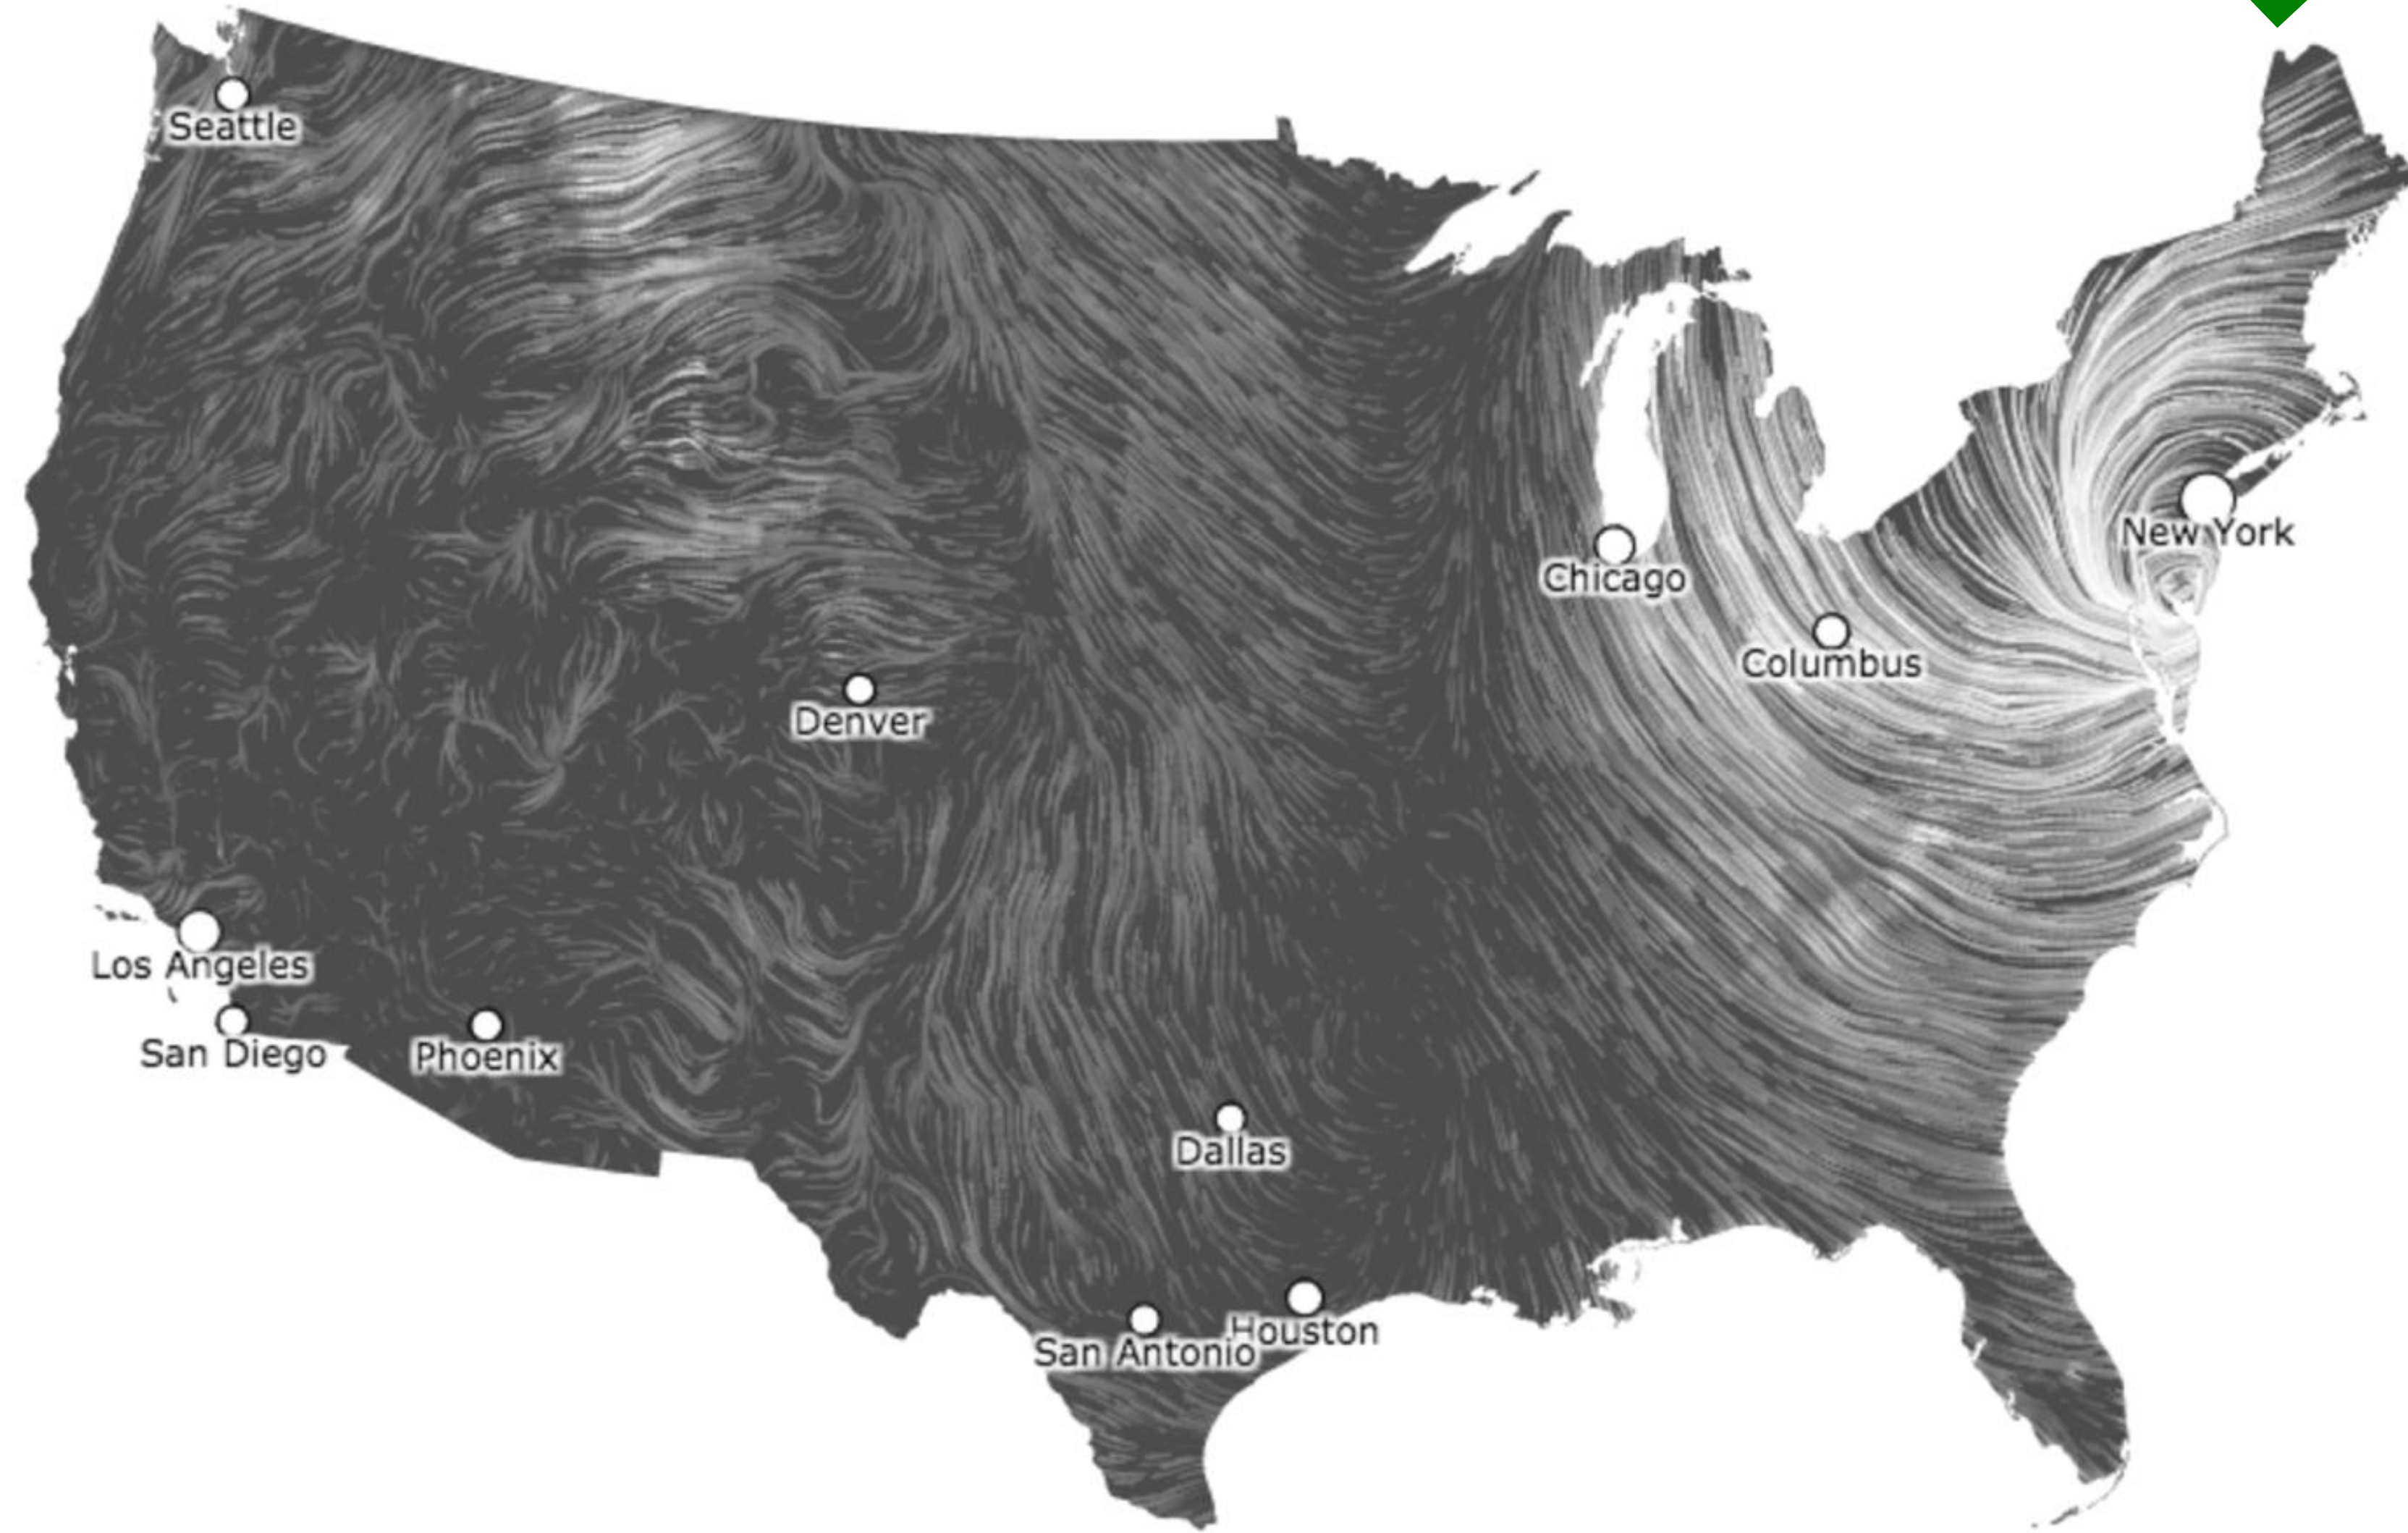 Seattle
New York
Chicago
Columbus
Denver
Los Angeles
San Diego
Phoenix
Dallas
Houston
San Antonio